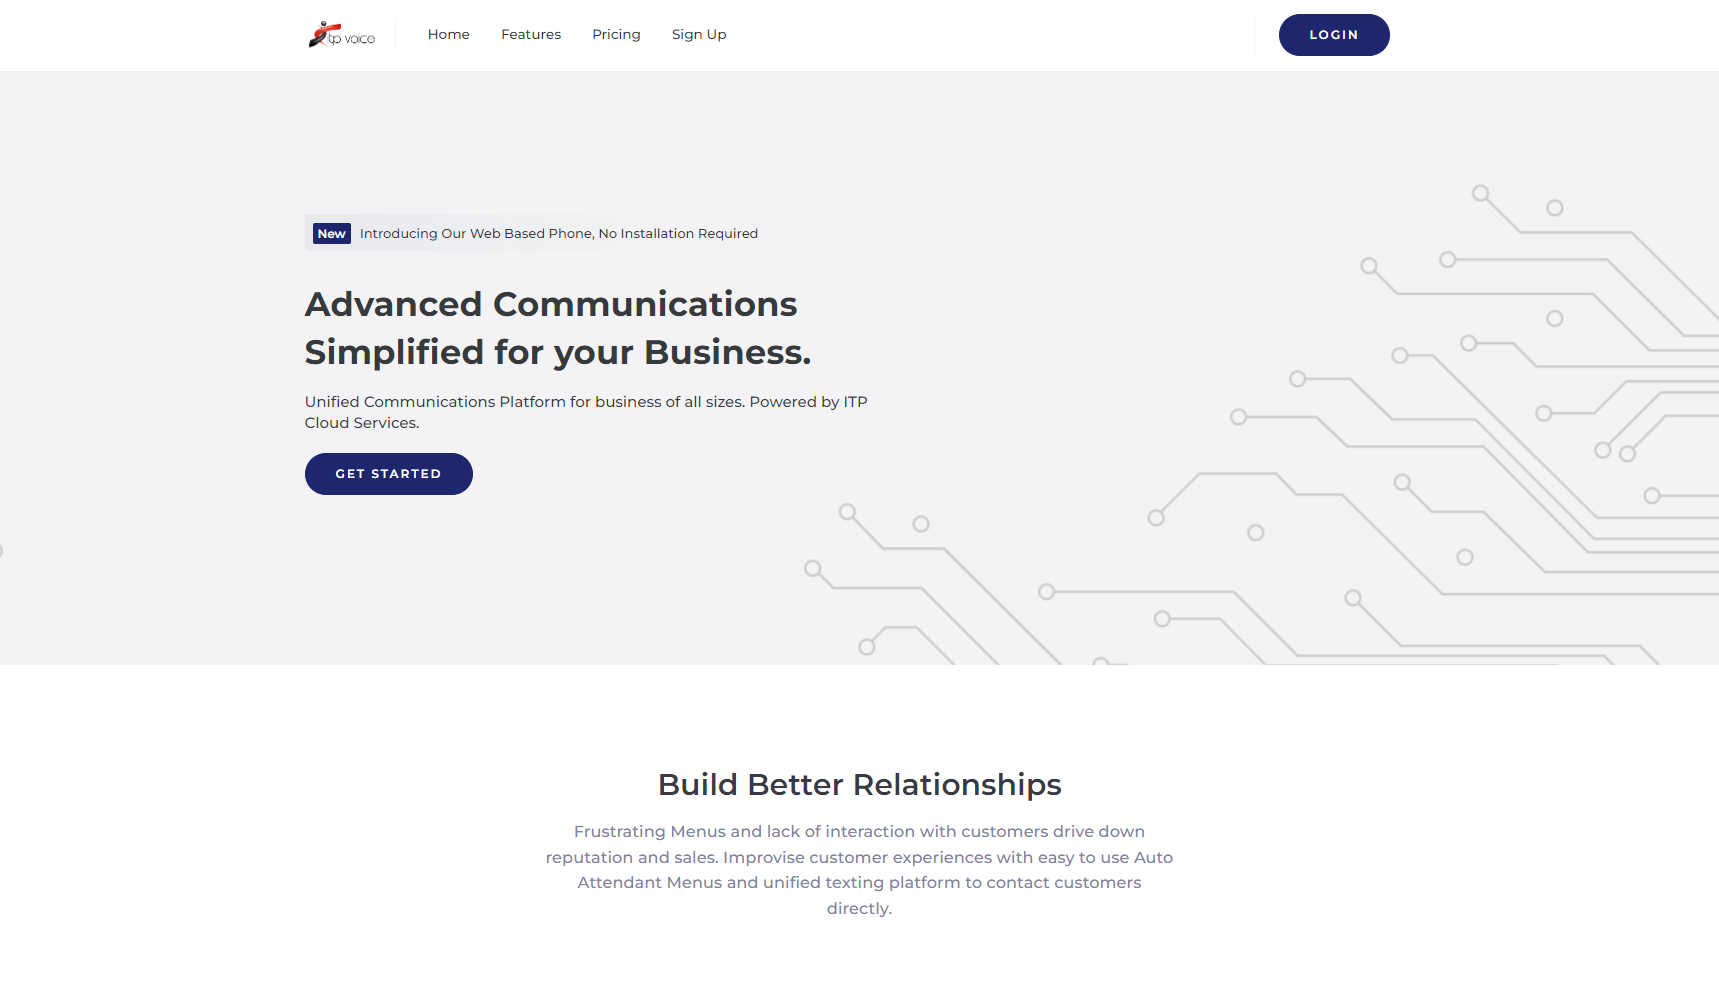 itp voice
Home
Features
Pricing
Sign Up
LOGIN
New Introducing Our Web Based Phone, No Installation Required
Advanced Communications
Simplified for your Business.
Unified Communications Platform for business of all sizes. Powered by ITP
Cloud Services.
GET STARTED
Build Better Relationships
Frustrating Menus and lack of interaction with customers drive down
reputation and sales. Improvise customer experiences with easy to use Auto
Attendant Menus and unified texting platform to contact customers
directly.